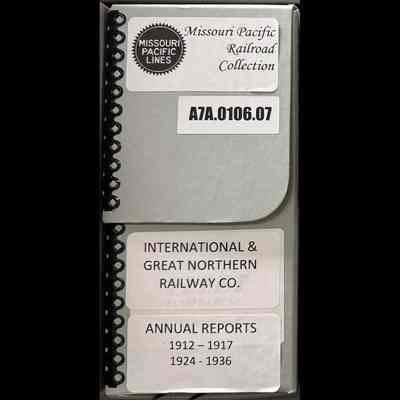 MISSOURI
PACIFIC
LINES
Missouri Pacific
Railroad
Collection
A7A.0106.07
INTERNATIONAL &
GREAT NORTHERN
RAILWAY CO.
ANNUAL REPORTS
1912 – 1917
1924 - 1936